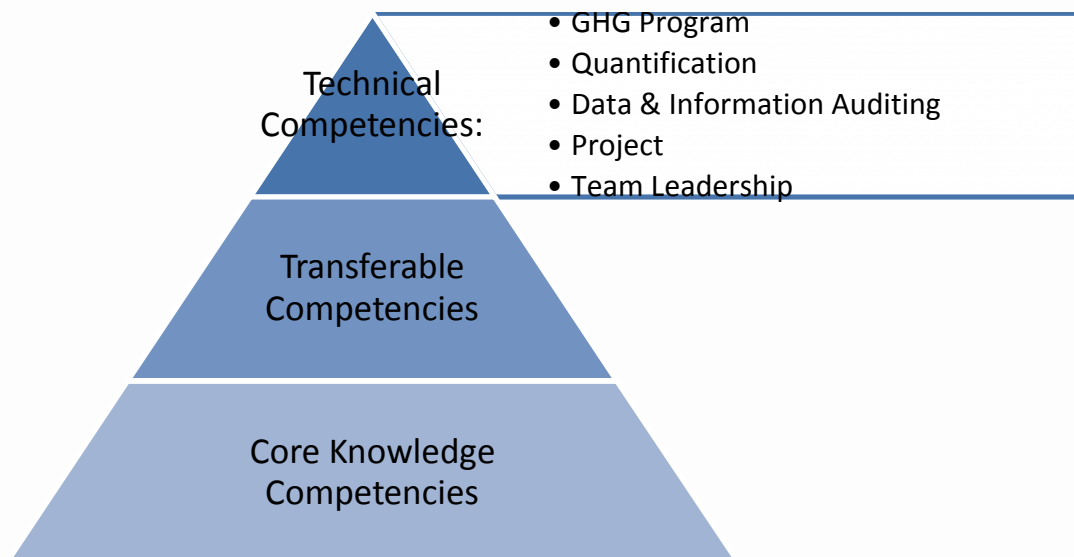 Technical
Competencies:
• GHG Program
• Quantification
• Data & Information Auditing
• Project
• Team Leadership
Transferable
Competencies
Core Knowledge
Competencies